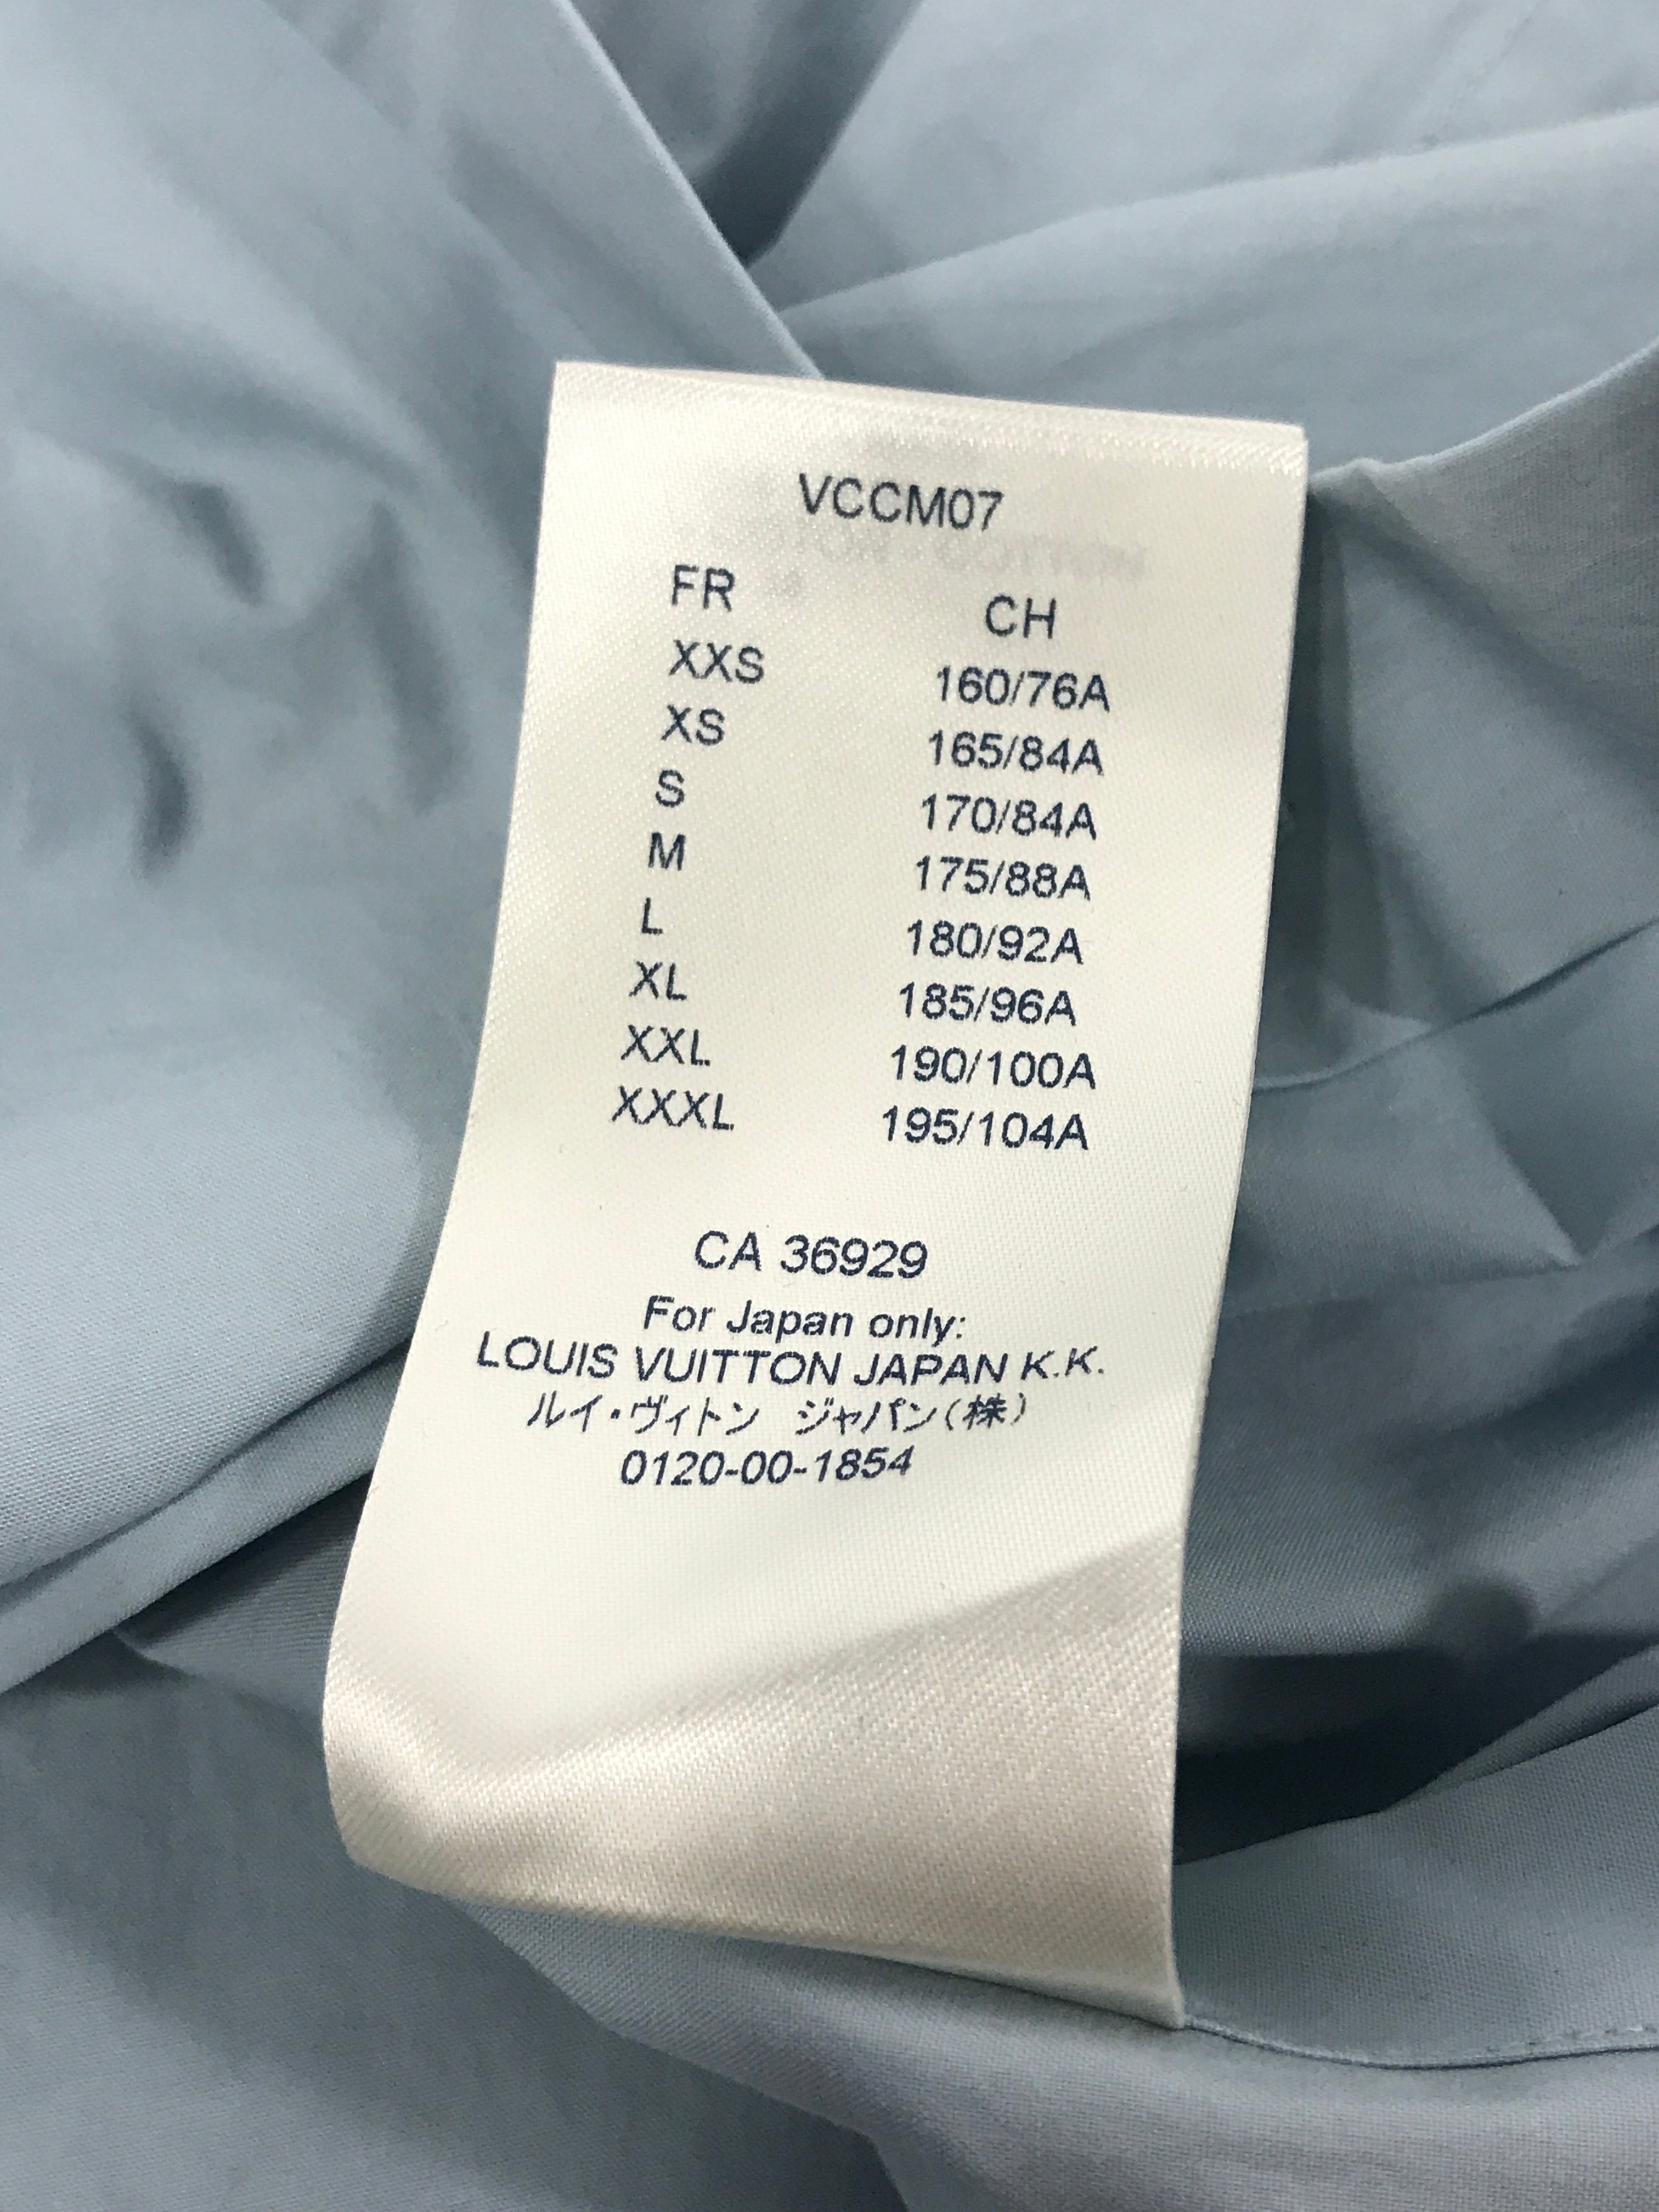 VCCM07
FR CH
XXS 160/76A
XS 165/84A
S 170/84A
M 175/88A
L 180/92A
XL 185/96A
XXL 190/100A
XXXL 195/104A
CA 36929
For Japan only:
LOUIS VUITTON JAPAN K.K.
ルイ・ヴィトン ジャパン(株)
0120-00-1854